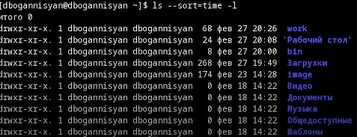 [dbogannisyan@dbogannisyan ~]$ ls --sort=time -l
итого 0
drwxr-xr-x. 1 dbogannisyan dbogannisyan 68 фев 27 20:26 work
drwxr-xr-x. 1 dbogannisyan dbogannisyan 24 фев 27 20:08 'Рабочий стол'
drwxr-xr-x. 1 dbogannisyan dbogannisyan 8 фев 27 20:00 bin
drwxr-xr-x. 1 dbogannisyan dbogannisyan 268 фев 27 19:49 Загрузки
drwxr-xr-x. 1 dbogannisyan dbogannisyan 174 фев 23 14:28 image
drwxr-xr-x. 1 dbogannisyan dbogannisyan 0 фев 18 14:22 Видео
drwxr-xr-x. 1 dbogannisyan dbogannisyan 0 фев 18 14:22 Документы
drwxr-xr-x. 1 dbogannisyan dbogannisyan 0 фев 18 14:22 Музыка
drwxr-xr-x. 1 dbogannisyan dbogannisyan 0 фев 18 14:22 Общедоступные
drwxr-xr-x. 1 dbogannisyan dbogannisyan 0 фев 18 14:22 Шаблоны